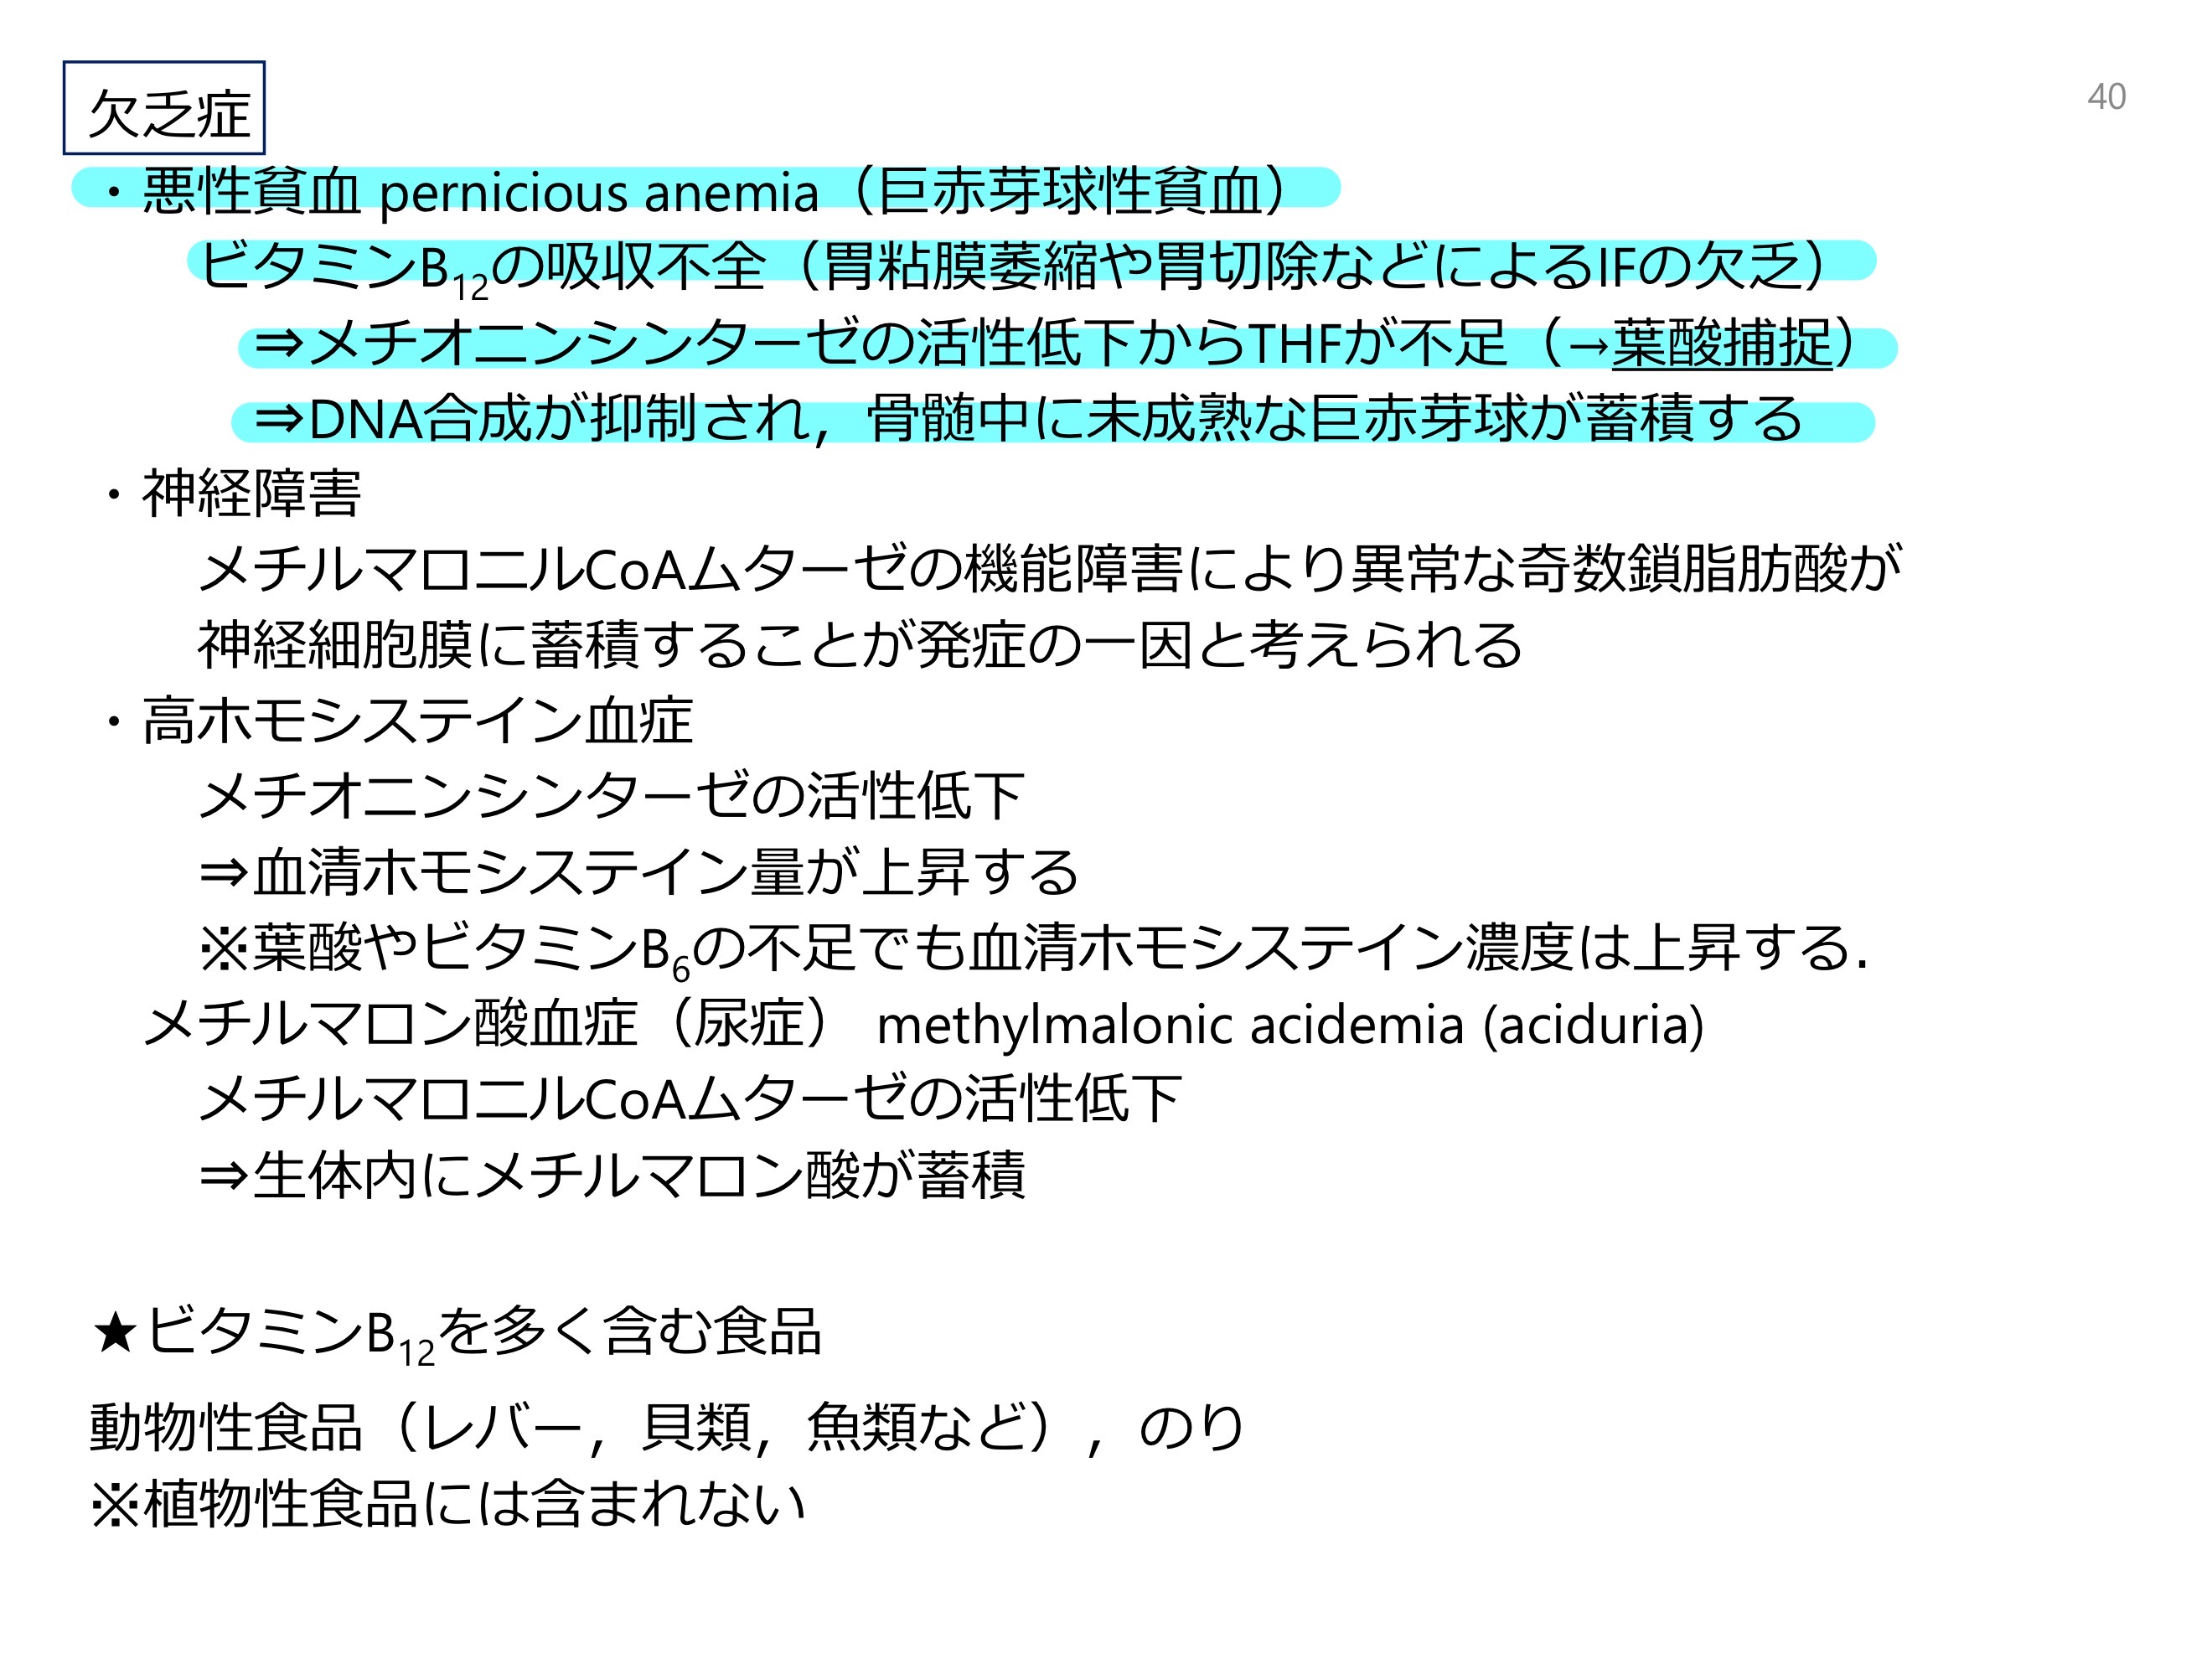 40
欠乏症
・悪性貧血 pernicious anemia（巨赤芽球性貧血）
ビタミンB12の吸収不全（胃粘膜萎縮や胃切除などによるIFの欠乏）
⇒メチオニンシンターゼの活性低下からTHFが不足（→葉酸捕捉）
⇒DNA合成が抑制され，骨髄中に未成熟な巨赤芽球が蓄積する
・神経障害
メチルマロニルCoAムターゼの機能障害により異常な奇数鎖脂肪酸が
神経細胞膜に蓄積することが発症の一因と考えられる
・高ホモシステイン血症
メチオニンシンターゼの活性低下
⇒血清ホモシステイン量が上昇する
※葉酸やビタミンB6の不足でも血清ホモシステイン濃度は上昇する.
メチルマロン酸血症（尿症） methylmalonic acidemia (aciduria)
メチルマロニルCoAムターゼの活性低下
⇒生体内にメチルマロン酸が蓄積
★ビタミンB12を多く含む食品
動物性食品（レバー，貝類，魚類など），のり
※植物性食品には含まれない